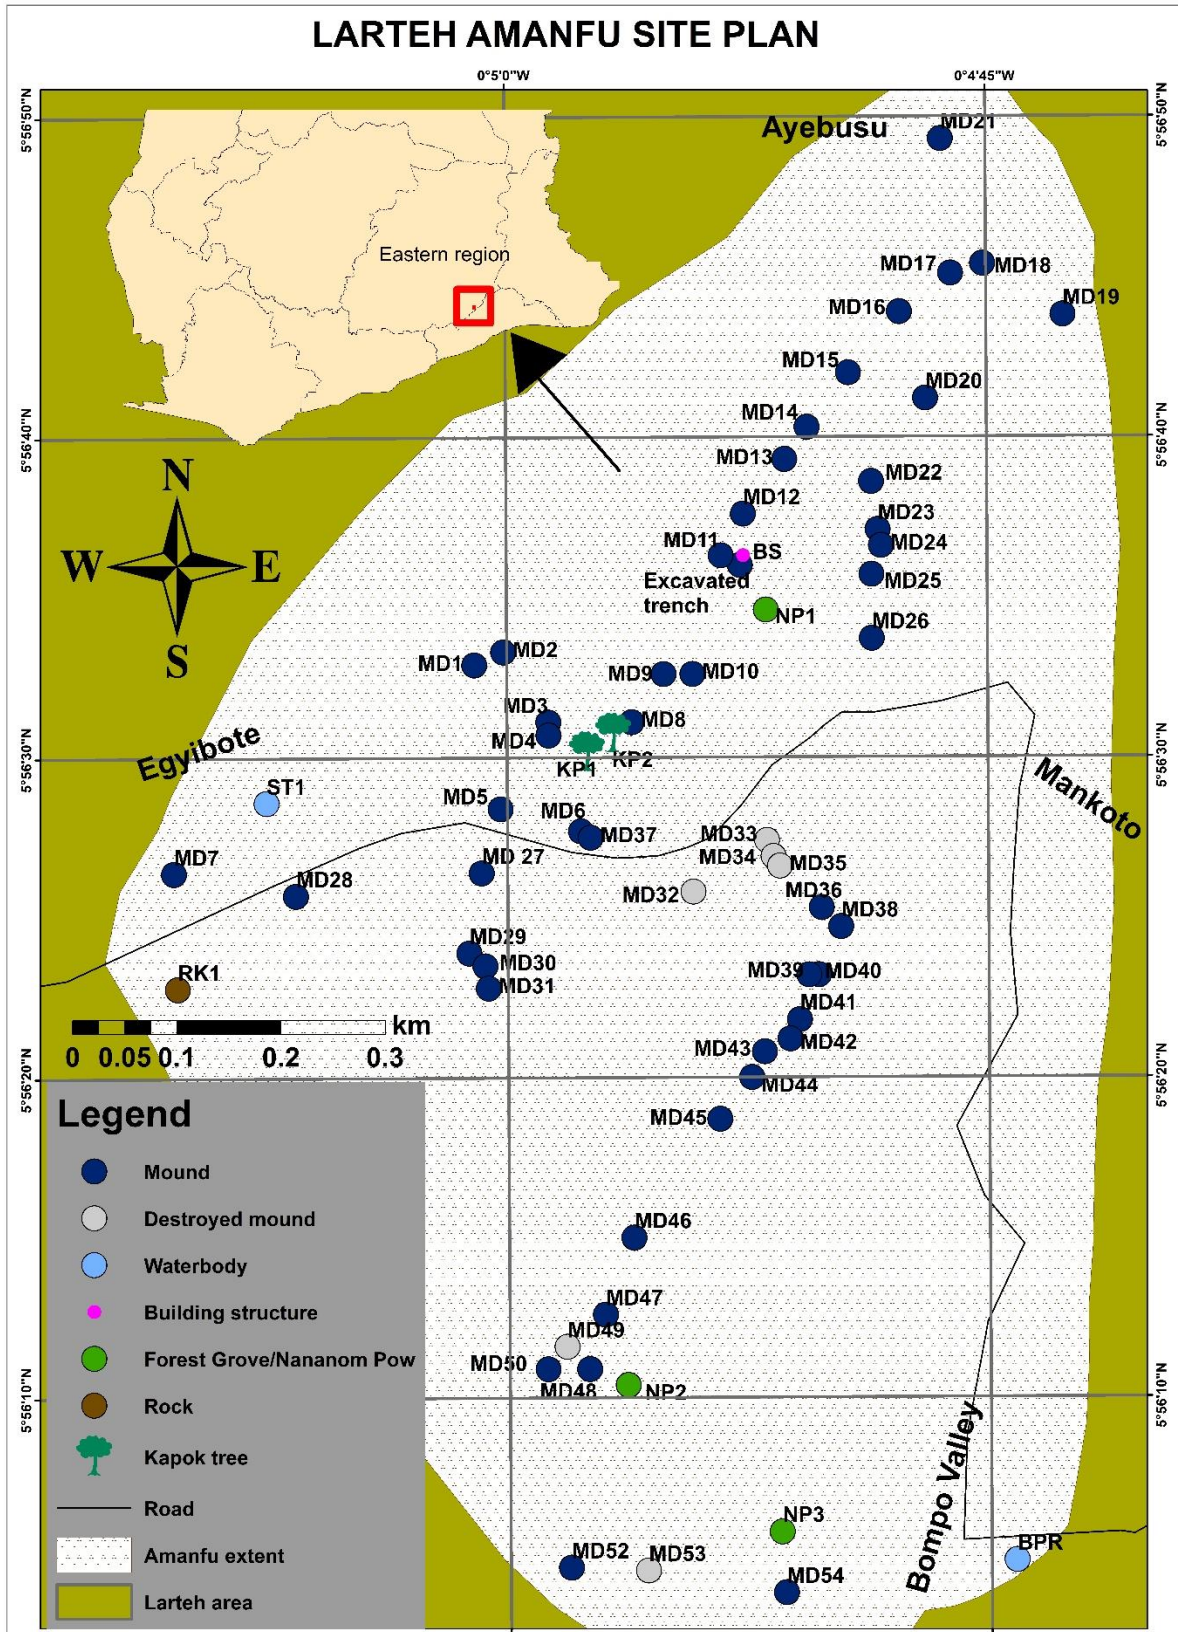 LARTEH AMANFU SITE PLAN
0°5'0"W
0°4'45"W
5°56'50"N
5°56'50"N
Ayebusu
MD21
Eastern region
MD17
MD18
MD16
MD19
MD15
MD20
5°56'40"N
5°56'40"N
MD14
MD13
MD22
MD12
MD23
N
MD11
BS
MD24
W
E
Excavated
trench
MD25
NP1
MD26
S
MD1
MD2
MD9
MD10
MD3
MD8
MD4
Egyibote
KP1
KP2
5°56'30"N
5°56'30"N
Mankoto
ST1
MD5
MD6
MD37
MD33
MD34
MD35
MD7
MD 27
MD28
MD32
MD36
MD38
MD29
MD30
MD39
MD40
RK1
MD31
MD41
km
0 0.05 0.1 0.2 0.3
MD42
MD43
5°56'20"N
5°56'20"N
MD44
MD45
Legend
Mound
Destroyed mound
Waterbody
Building structure
Forest Grove/Nananom Pow
Rock
Kapok tree
Road
Amanfu extent
Larteh area
MD46
MD47
MD49
MD50
MD48
NP2
5°56'10"N
5°56'10"N
Bompo Valley
NP3
MD52
MD53
BPR
MD54